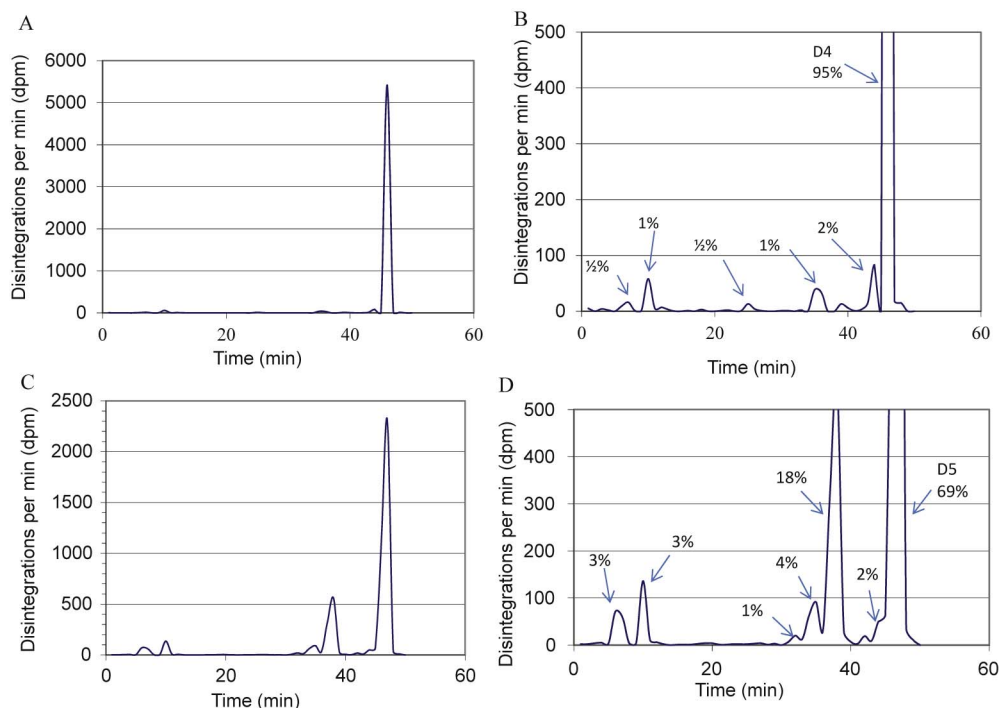 A
Disintegrations per min (dpm)
6000
5000
4000
3000
2000
1000
0
0 20 40 60
Time (min)
B
Disintegrations per min (dpm)
500
400
300
200
100
0
D4
95%
½%
1%
½%
1%
2%
0 20 40 60
Time (min)
C
Disintegrations per min (dpm)
2500
2000
1500
1000
500
0
0 20 40 60
Time (min)
D
Disintegrations per min (dpm)
500
400
300
200
100
0
3%
3%
1%
4%
18%
2%
D5
69%
0 20 40 60
Time (min)